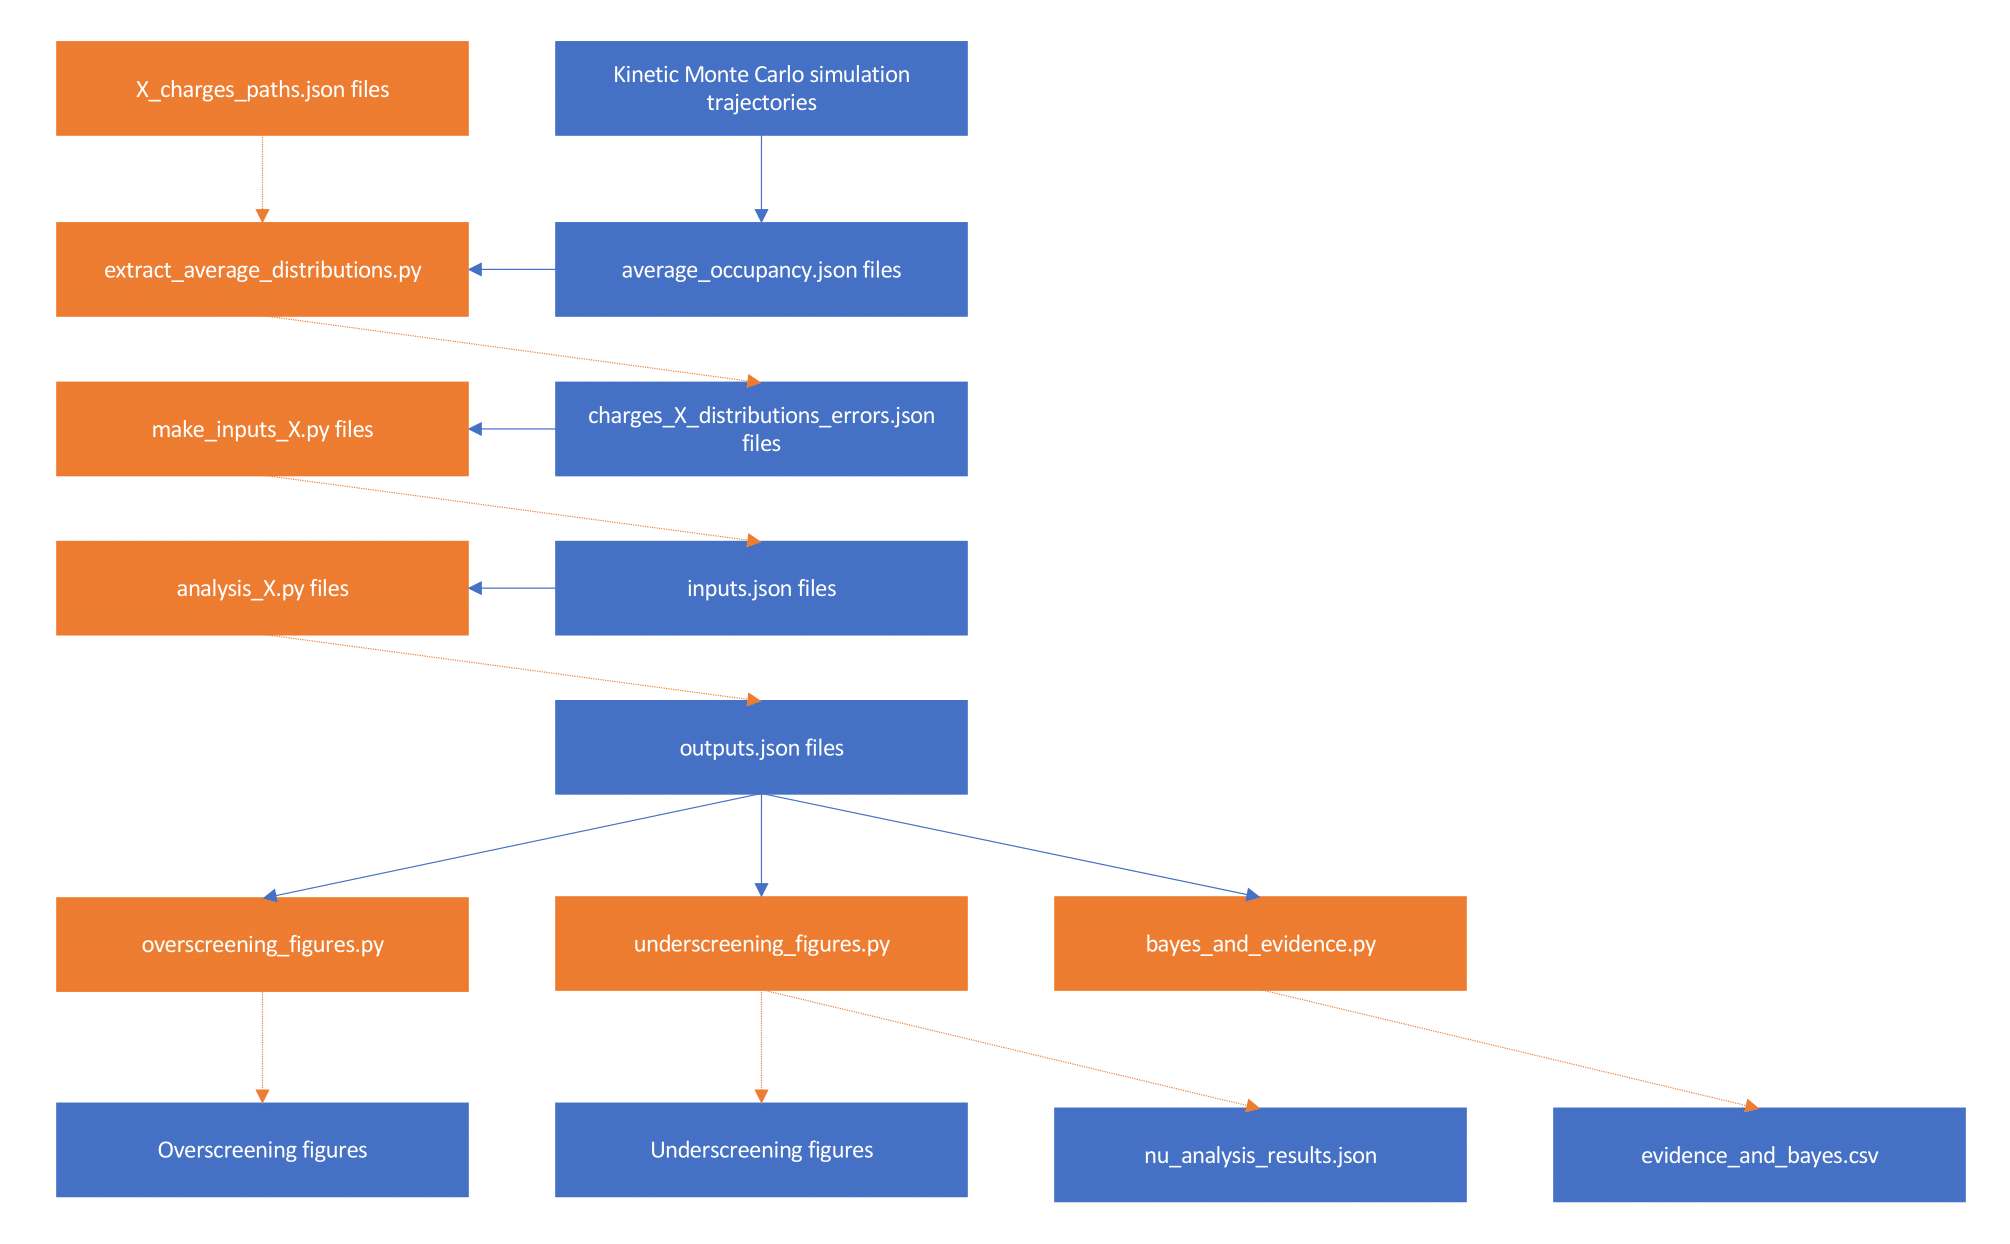 X_charges_paths.json files
Kinetic Monte Carlo simulation
trajectories
extract_average_distributions.py
average_occupancy.json files
make_inputs_X.py files
charges_X_distributions_errors.json
files
analysis_X.py files
inputs.json files
outputs.json files
overscreening_figures.py
underscreening_figures.py
bayes_and_evidence.py
Overscreening figures
Underscreening figures
nu_analysis_results.json
evidence_and_bayes.csv